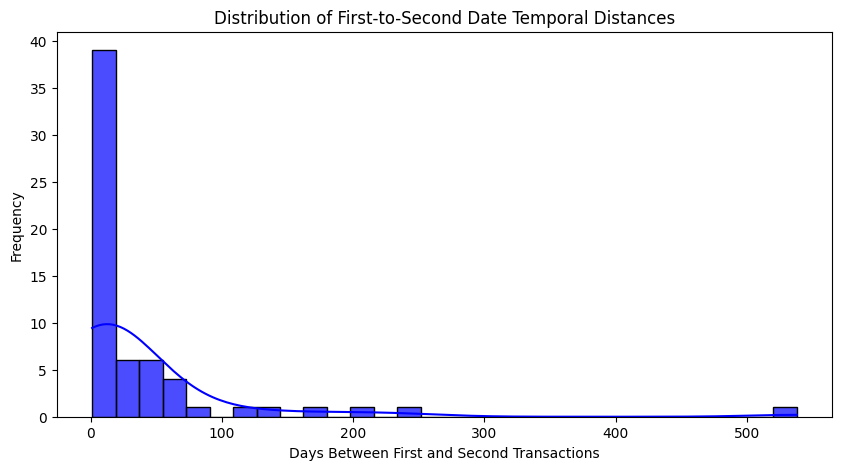 Distribution of First-to-Second Date Temporal Distances
40
35
30
25
20
15
10
5
0
Frequency
0 100 200 300 400 500
Days Between First and Second Transactions